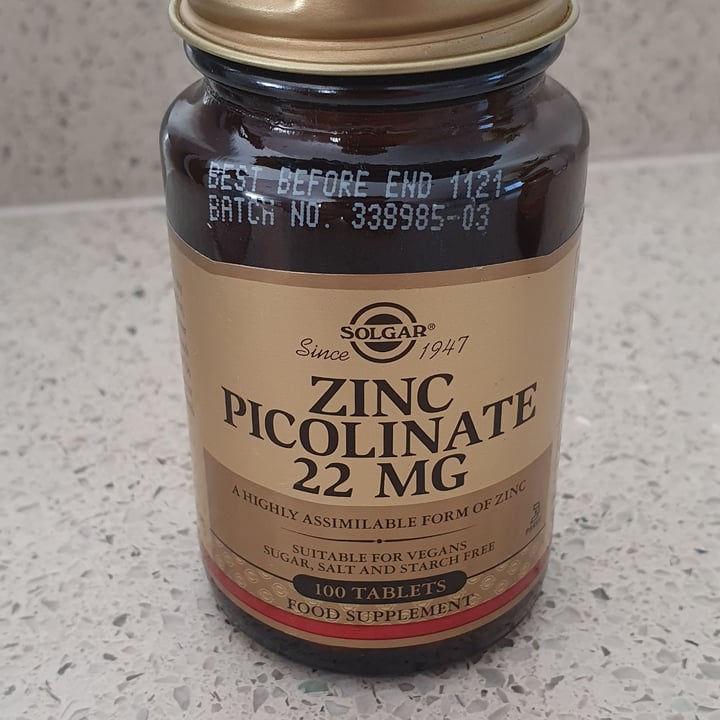 BEST BEFORE END 1121
BATCH NO. 338985-03
SOLGAR®
Since 1947
ZINC
PICOLINATE
22 MG
A HIGHLY ASSIMILABLE FORM OF ZINC
SUITABLE FOR VEGANS
SUGAR, SALT AND STARCH FREE
100 TABLETS
FOOD SUPPLEMENT